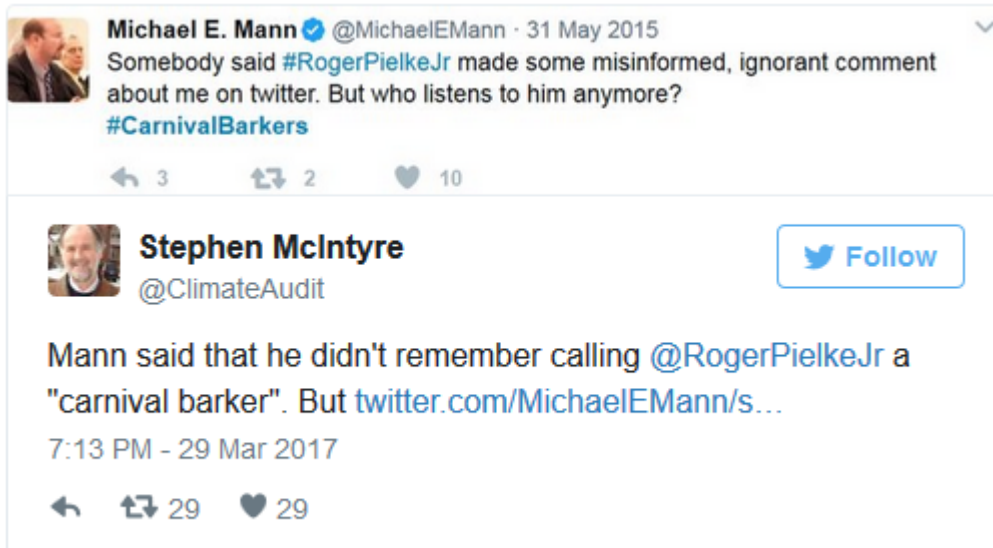 Michael E. Mann @MichaelEMann · 31 May 2015
Somebody said #RogerPielkeJr made some misinformed, ignorant comment
about me on twitter. But who listens to him anymore?
#CarnivalBarkers
3 2 10
Stephen McIntyre
@ClimateAudit
Follow
Mann said that he didn't remember calling @RogerPielkeJr a
"carnival barker". But twitter.com/MichaelEMann/s…
7:13 PM - 29 Mar 2017
29 29